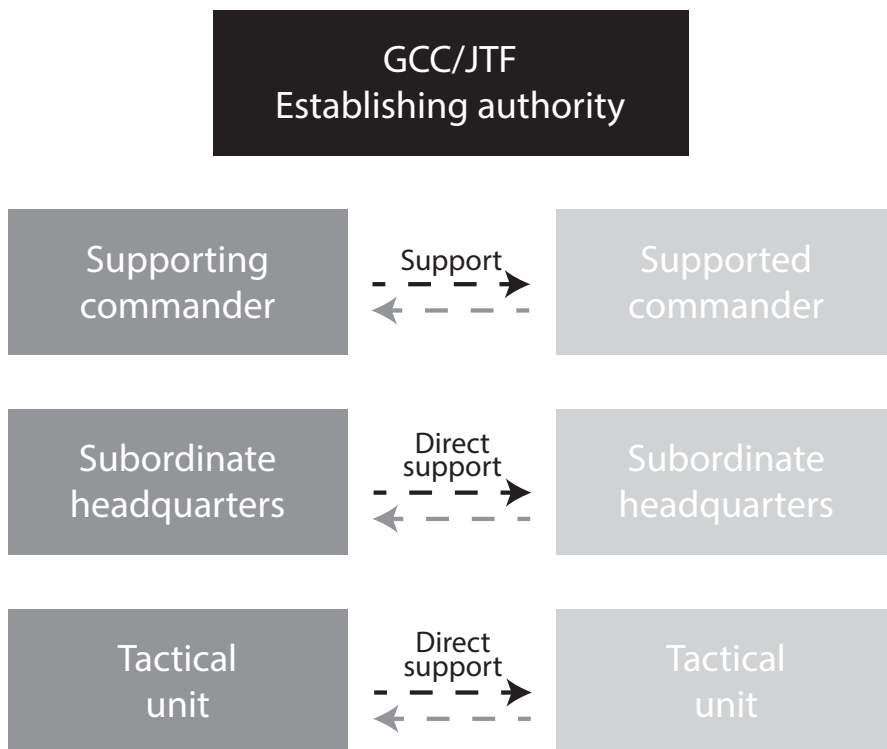 GCC/JTF
Establishing authority
Supporting
commander
Support
Supported
commander
Subordinate
headquarters
Direct
support
Subordinate
headquarters
Tactical
unit
Direct
support
Tactical
unit